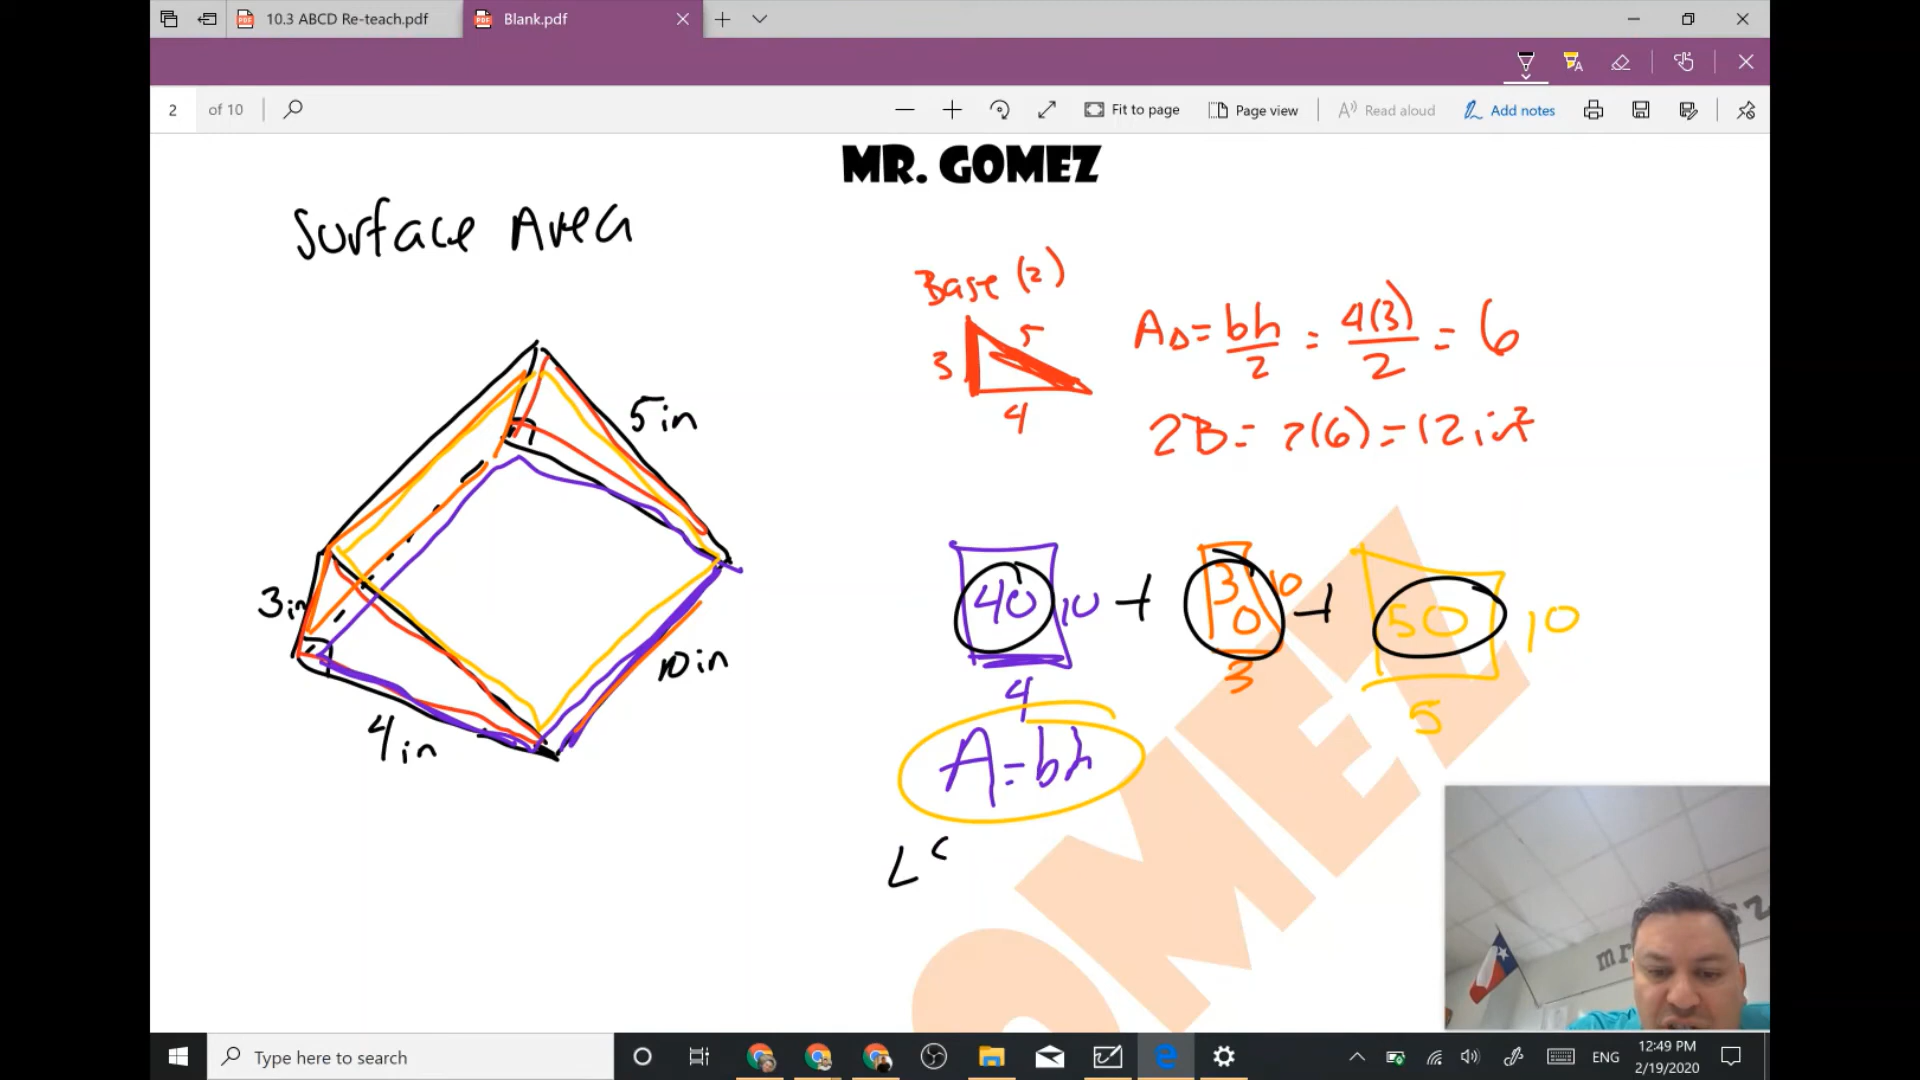 10.3 ABCD Re-teach.pdf
Blank.pdf
2 of 10
Fit to page
Page view
Read aloud
Add notes
MR. GOMEZ
Surface Area
Base (2)
3
5
4
A△ = bh/2 = 4(3)/2 = 6
2B = 2(6) = 12 in²
5 in
3 in
4 in
10 in
40 10 + 30 10 + 50 10
4
3
5
A = bh
L
GOMEZ
mr
Type here to search
ENG
12:49 PM
2/19/2020